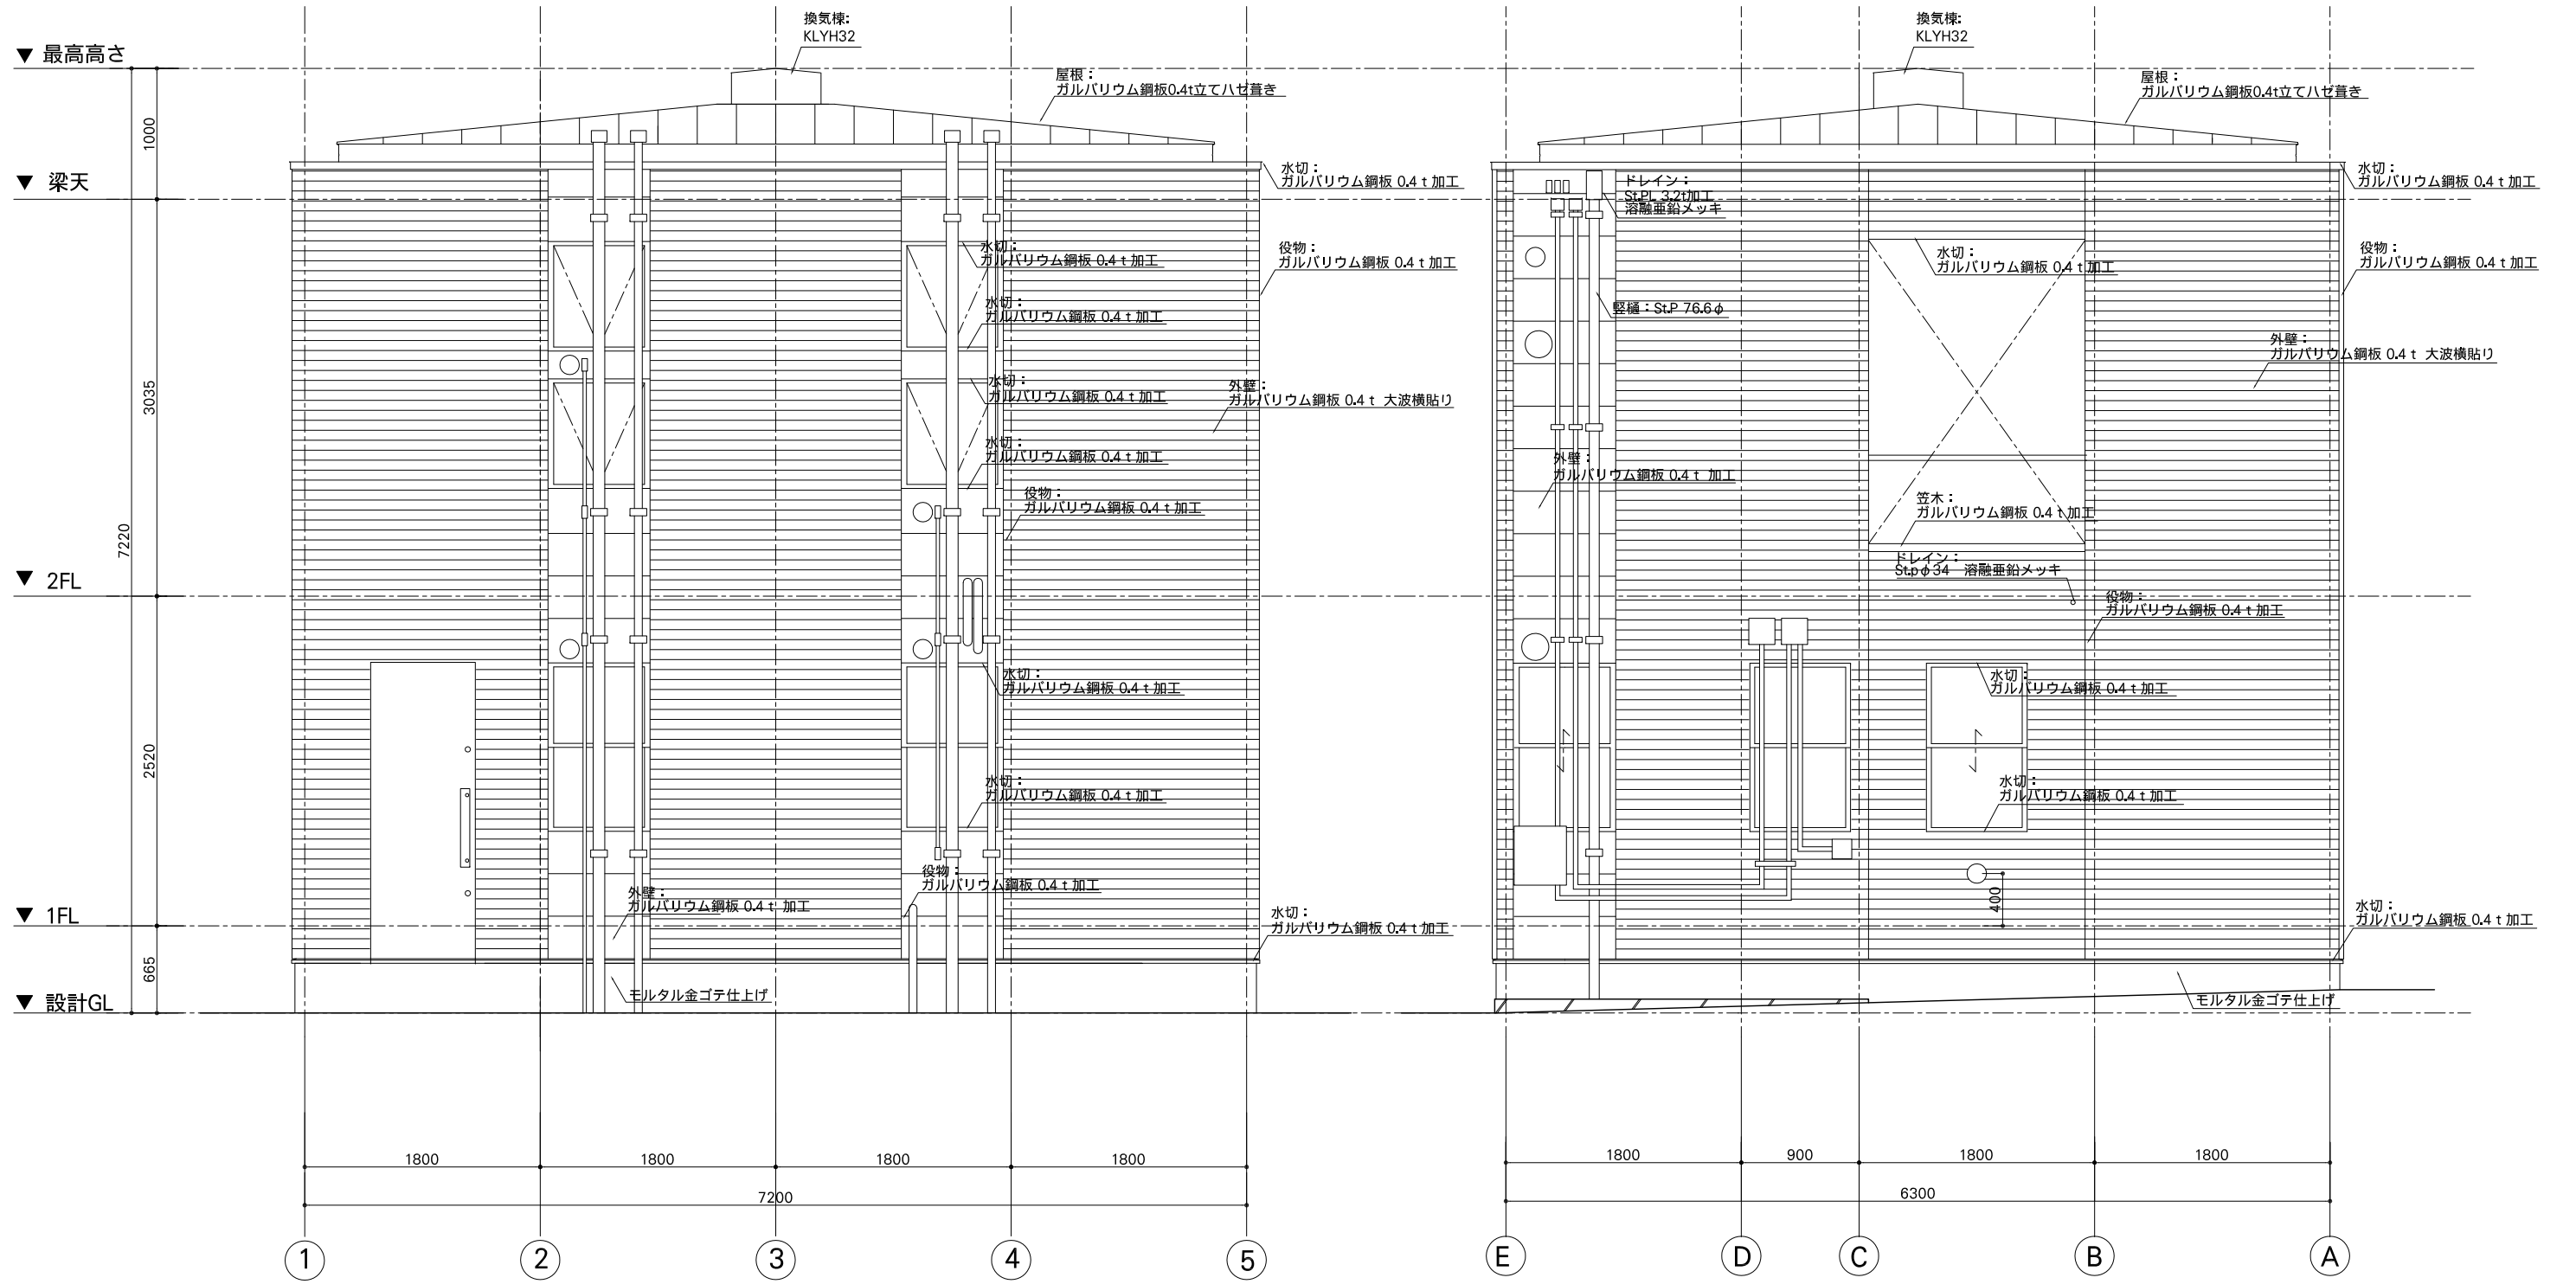 ▼ 最高高さ
▼ 梁天
▼ 2FL
▼ 1FL
▼ 設計GL
1000
3035
7220
2520
665
換気棟:
KLYH32
屋根：
ガルバリウム鋼板0.4t立てハゼ葺き
水切：
ガルバリウム鋼板 0.4 t 加工
水切：
ガルバリウム鋼板 0.4 t 加工
役物：
ガルバリウム鋼板 0.4 t 加工
水切：
ガルバリウム鋼板 0.4 t 加工
水切：
ガルバリウム鋼板 0.4 t 加工
外壁：
ガルバリウム鋼板 0.4 t 大波横貼り
水切：
ガルバリウム鋼板 0.4 t 加工
役物：
ガルバリウム鋼板 0.4 t 加工
水切：
ガルバリウム鋼板 0.4 t 加工
水切：
ガルバリウム鋼板 0.4 t 加工
役物：
ガルバリウム鋼板 0.4 t 加工
外壁：
ガルバリウム鋼板 0.4 t 加工
水切：
ガルバリウム鋼板 0.4 t 加工
モルタル金ゴテ仕上げ
1800
1800
1800
1800
7200
1
2
3
4
5
換気棟:
KLYH32
屋根：
ガルバリウム鋼板0.4t立てハゼ葺き
水切：
ガルバリウム鋼板 0.4 t 加工
ドレイン：
St.PL 3.2t加工
溶融亜鉛メッキ
水切：
ガルバリウム鋼板 0.4 t 加工
役物：
ガルバリウム鋼板 0.4 t 加工
竪樋：St.P 76.6φ
外壁：
ガルバリウム鋼板 0.4 t 大波横貼り
外壁：
ガルバリウム鋼板 0.4 t 加工
笠木：
ガルバリウム鋼板 0.4 t 加工
ドレイン：
St.pφ34 溶融亜鉛メッキ
役物：
ガルバリウム鋼板 0.4 t 加工
水切：
ガルバリウム鋼板 0.4 t 加工
水切：
ガルバリウム鋼板 0.4 t 加工
400
水切：
ガルバリウム鋼板 0.4 t 加工
モルタル金ゴテ仕上げ
1800
900
1800
1800
6300
E
D
C
B
A